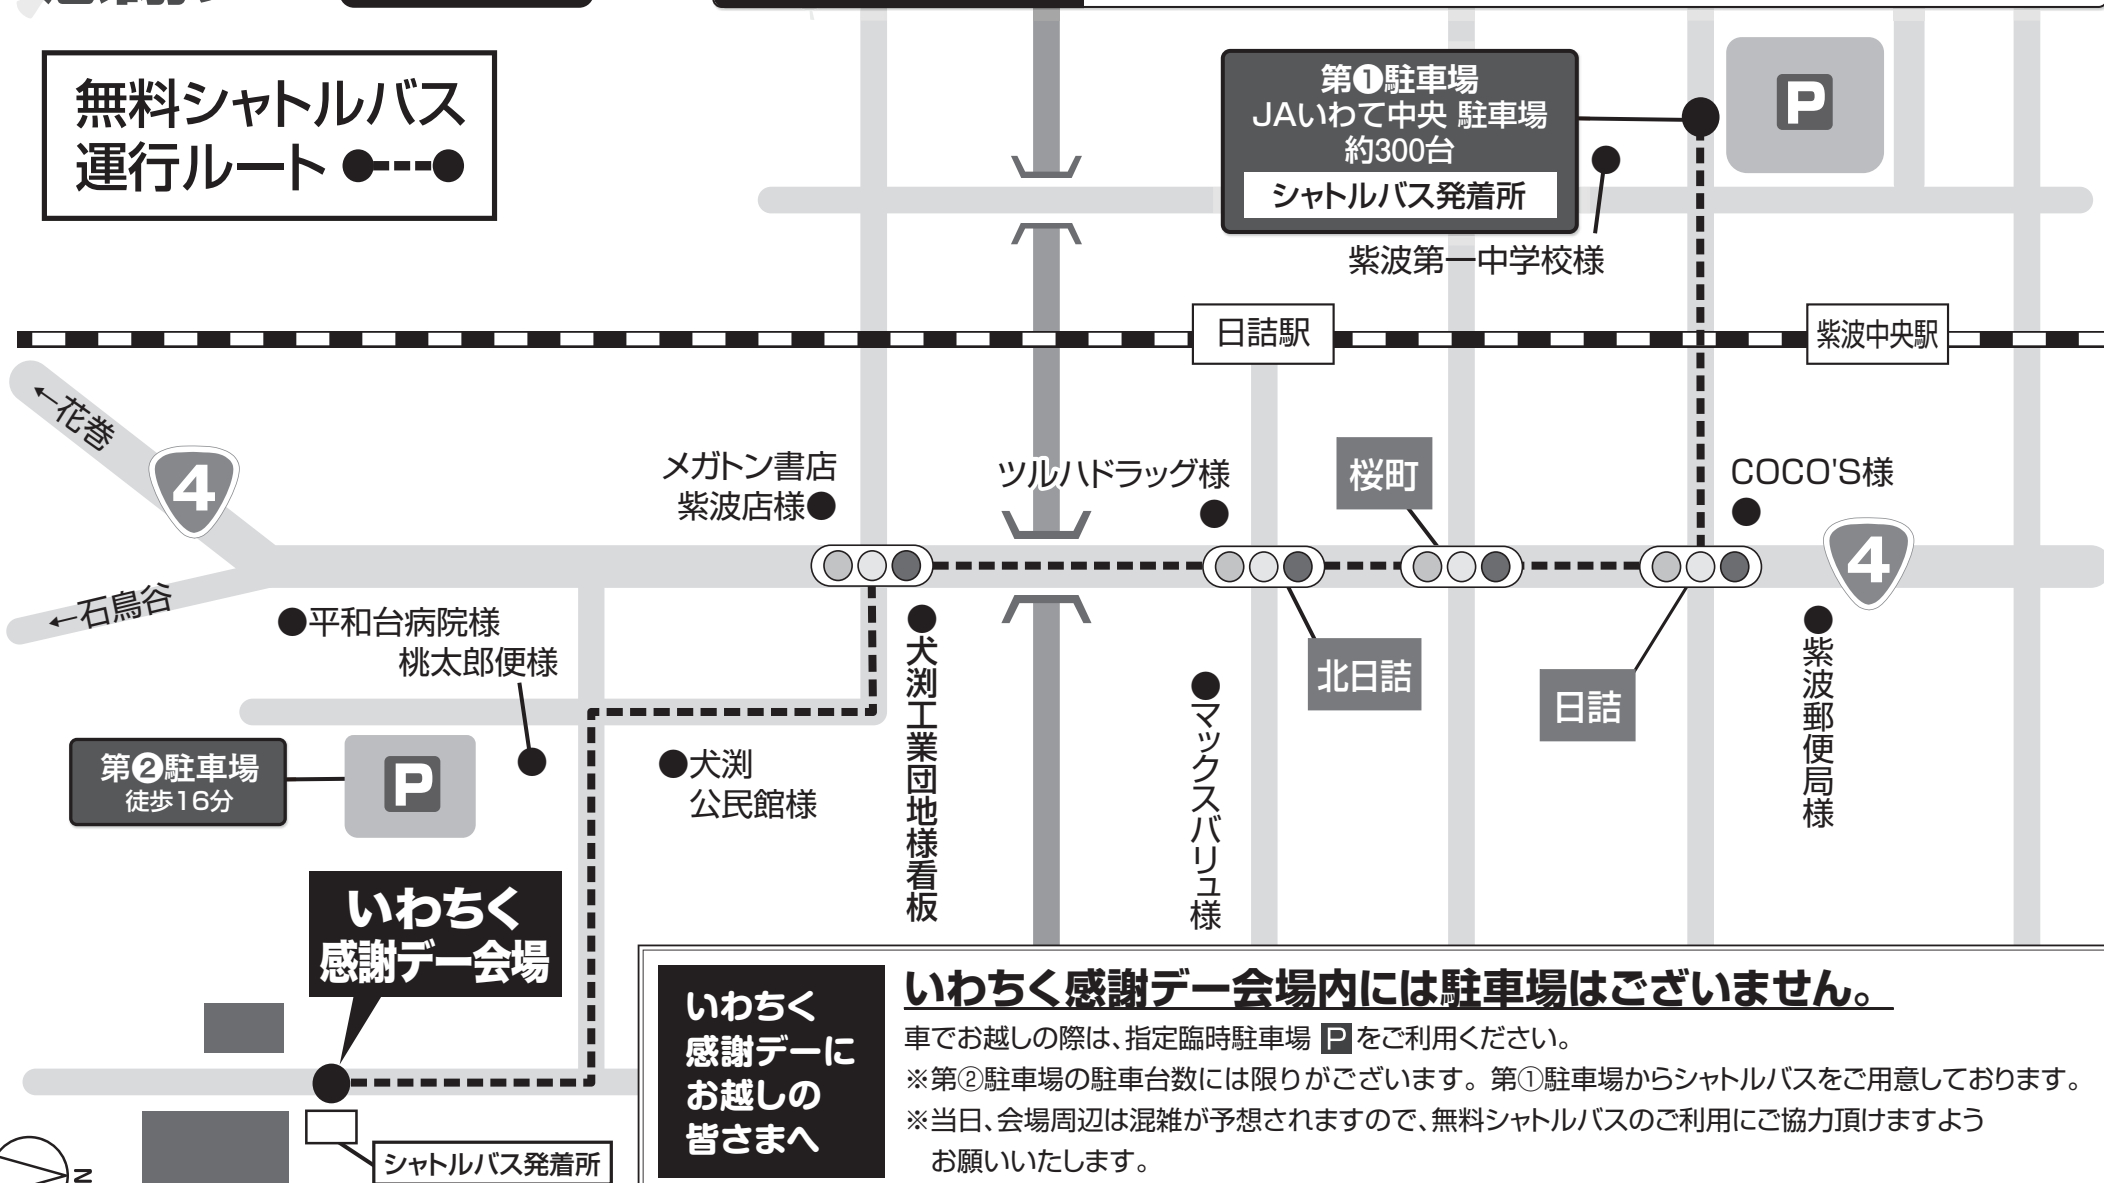 無料シャトルバス
運行ルート
第❶駐車場
JAいわて中央 駐車場
約300台
シャトルバス発着所
P
紫波第一中学校様
日詰駅
紫波中央駅
←花巻
4
←石鳥谷
メガトン書店
紫波店様
ツルハドラッグ様
桜町
COCO'S様
4
平和台病院様
桃太郎便様
犬渕工業団地様看板
マックスバリュ様
北日詰
日詰
紫波郵便局様
第❷駐車場
徒歩16分
P
犬渕
公民館様
いわちく
感謝デー会場
シャトルバス発着所
N
いわちく
感謝デーに
お越しの
皆さまへ
いわちく感謝デー会場内には駐車場はございません。
車でお越しの際は、指定臨時駐車場 P をご利用ください。
※第②駐車場の駐車台数には限りがございます。第①駐車場からシャトルバスをご用意しております。
※当日、会場周辺は混雑が予想されますので、無料シャトルバスのご利用にご協力頂けますよう
お願いいたします。